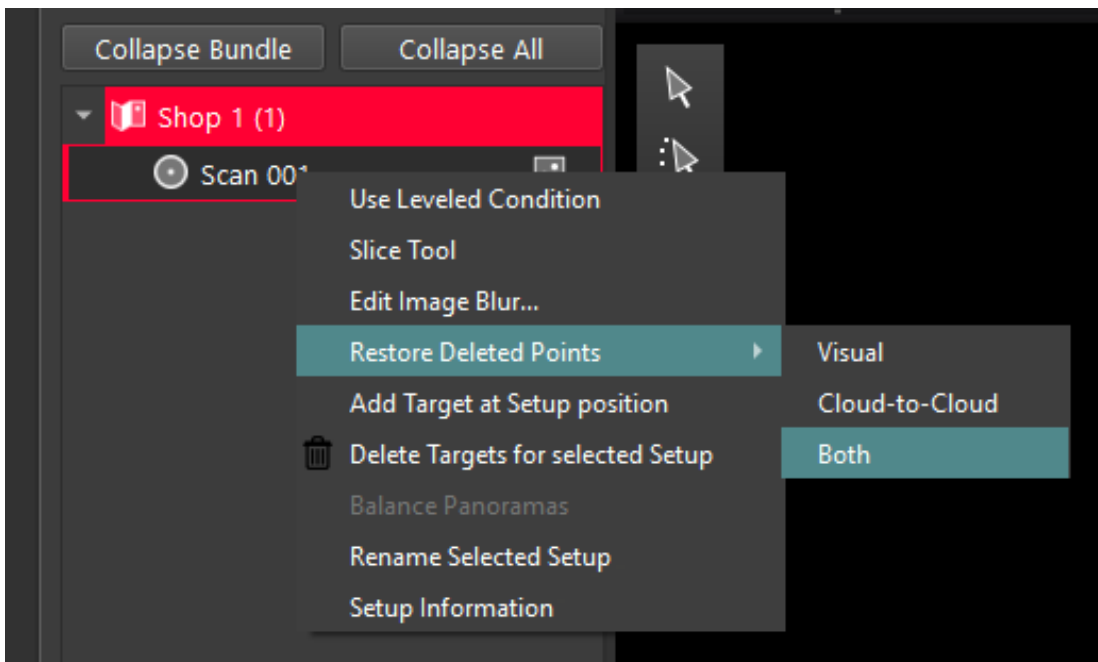 Collapse Bundle
Collapse All
Shop 1 (1)
Scan 001
Use Leveled Condition
Slice Tool
Edit Image Blur...
Restore Deleted Points
Visual
Add Target at Setup position
Cloud-to-Cloud
Delete Targets for selected Setup
Both
Balance Panoramas
Rename Selected Setup
Setup Information